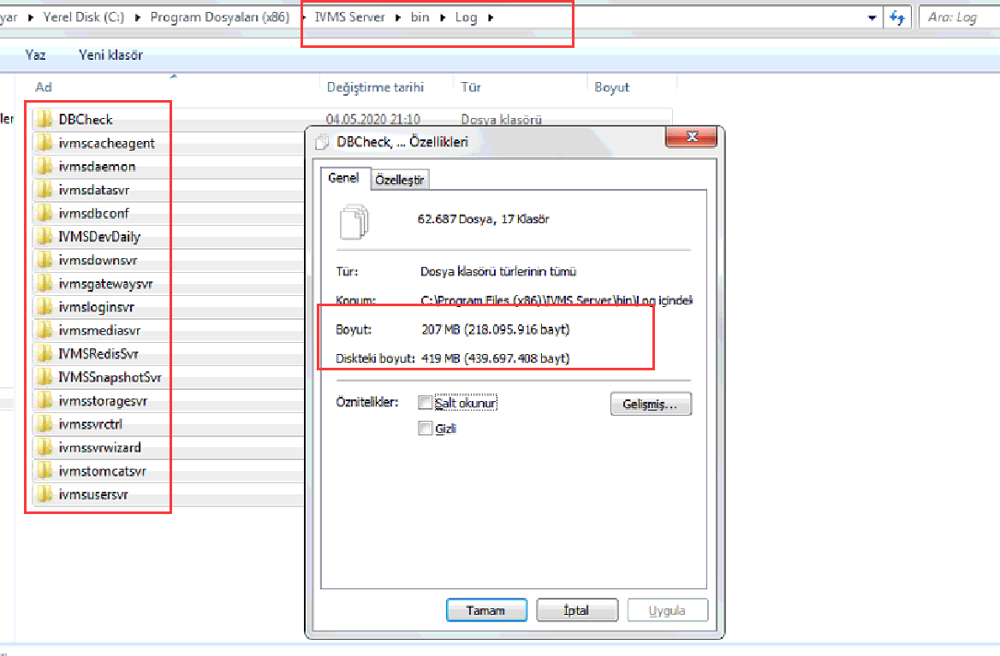 yar ▸ Yerel Disk (C:) ▸ Program Dosyaları (x86) ▸ IVMS Server ▸ bin ▸ Log ▸
Ara: Log
Yaz Yeni klasör
Ad Değiştirme tarihi Tür Boyut
ler
DBCheck 04.05.2020 21:10 Dosya klasörü
ivmscacheagent
ivmsdaemon
ivmsdatasvr
ivmsdbconf
IVMSDevDaily
ivmsdownsvr
ivmsgatewaysvr
ivmsloginsvr
ivmsmediasvr
IVMSRedisSvr
IVMSSnapshotSvr
ivmsstoragesvr
ivmssvrctrl
ivmssvrwizard
ivmstomcatsvr
ivmsusersvr
DBCheck, ... Özellikleri
Genel Özelleştir
62.687 Dosya, 17 Klasör
Tür: Dosya klasörü türlerinin tümü
Konum: C:\Program Files (x86)\IVMS Server\bin\Log içindek
Boyut: 207 MB (218.095.916 bayt)
Diskteki boyut: 419 MB (439.697.408 bayt)
Öznitelikler: Salt okunur Gelişmiş...
Gizli
Tamam İptal Uygula